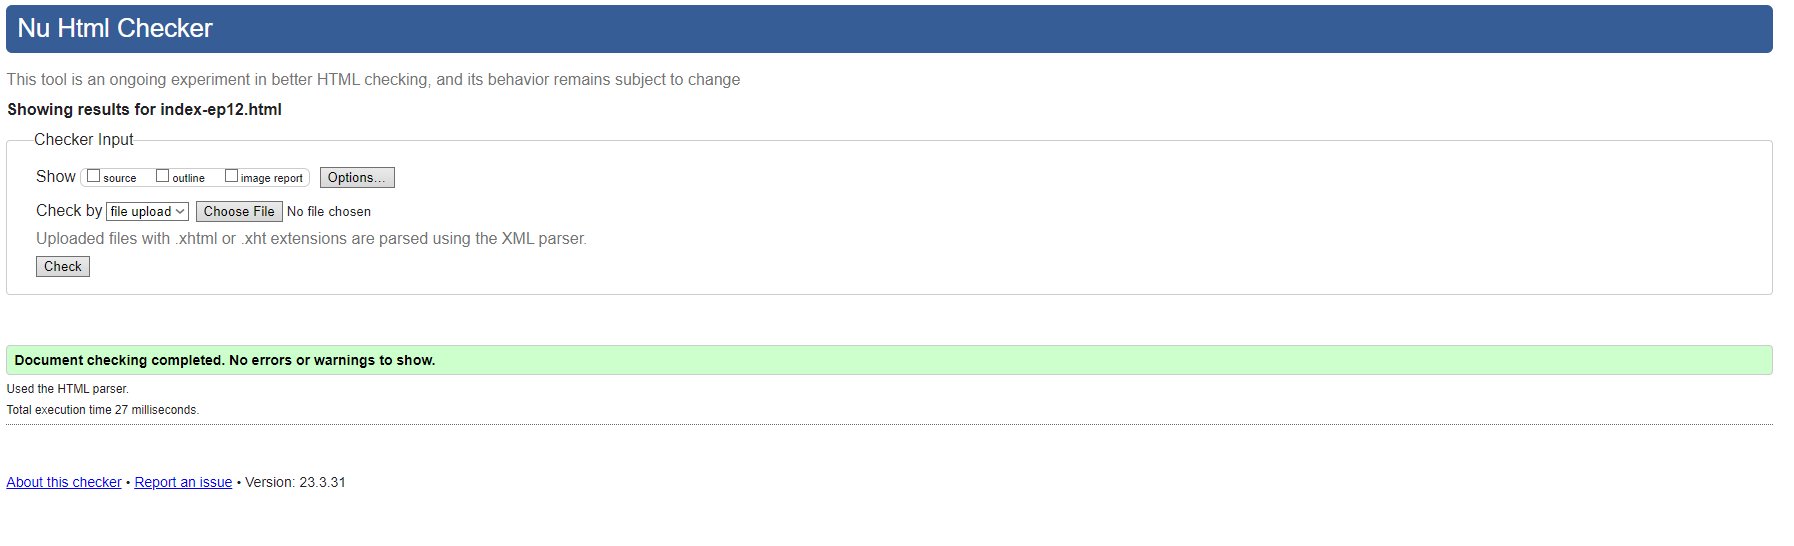 Nu Html Checker
This tool is an ongoing experiment in better HTML checking, and its behavior remains subject to change
Showing results for index-ep12.html
Checker Input
Show source outline image report Options...
Check by file upload Choose File No file chosen
Uploaded files with .xhtml or .xht extensions are parsed using the XML parser.
Check
Document checking completed. No errors or warnings to show.
Used the HTML parser.
Total execution time 27 milliseconds.
About this checker • Report an issue • Version: 23.3.31